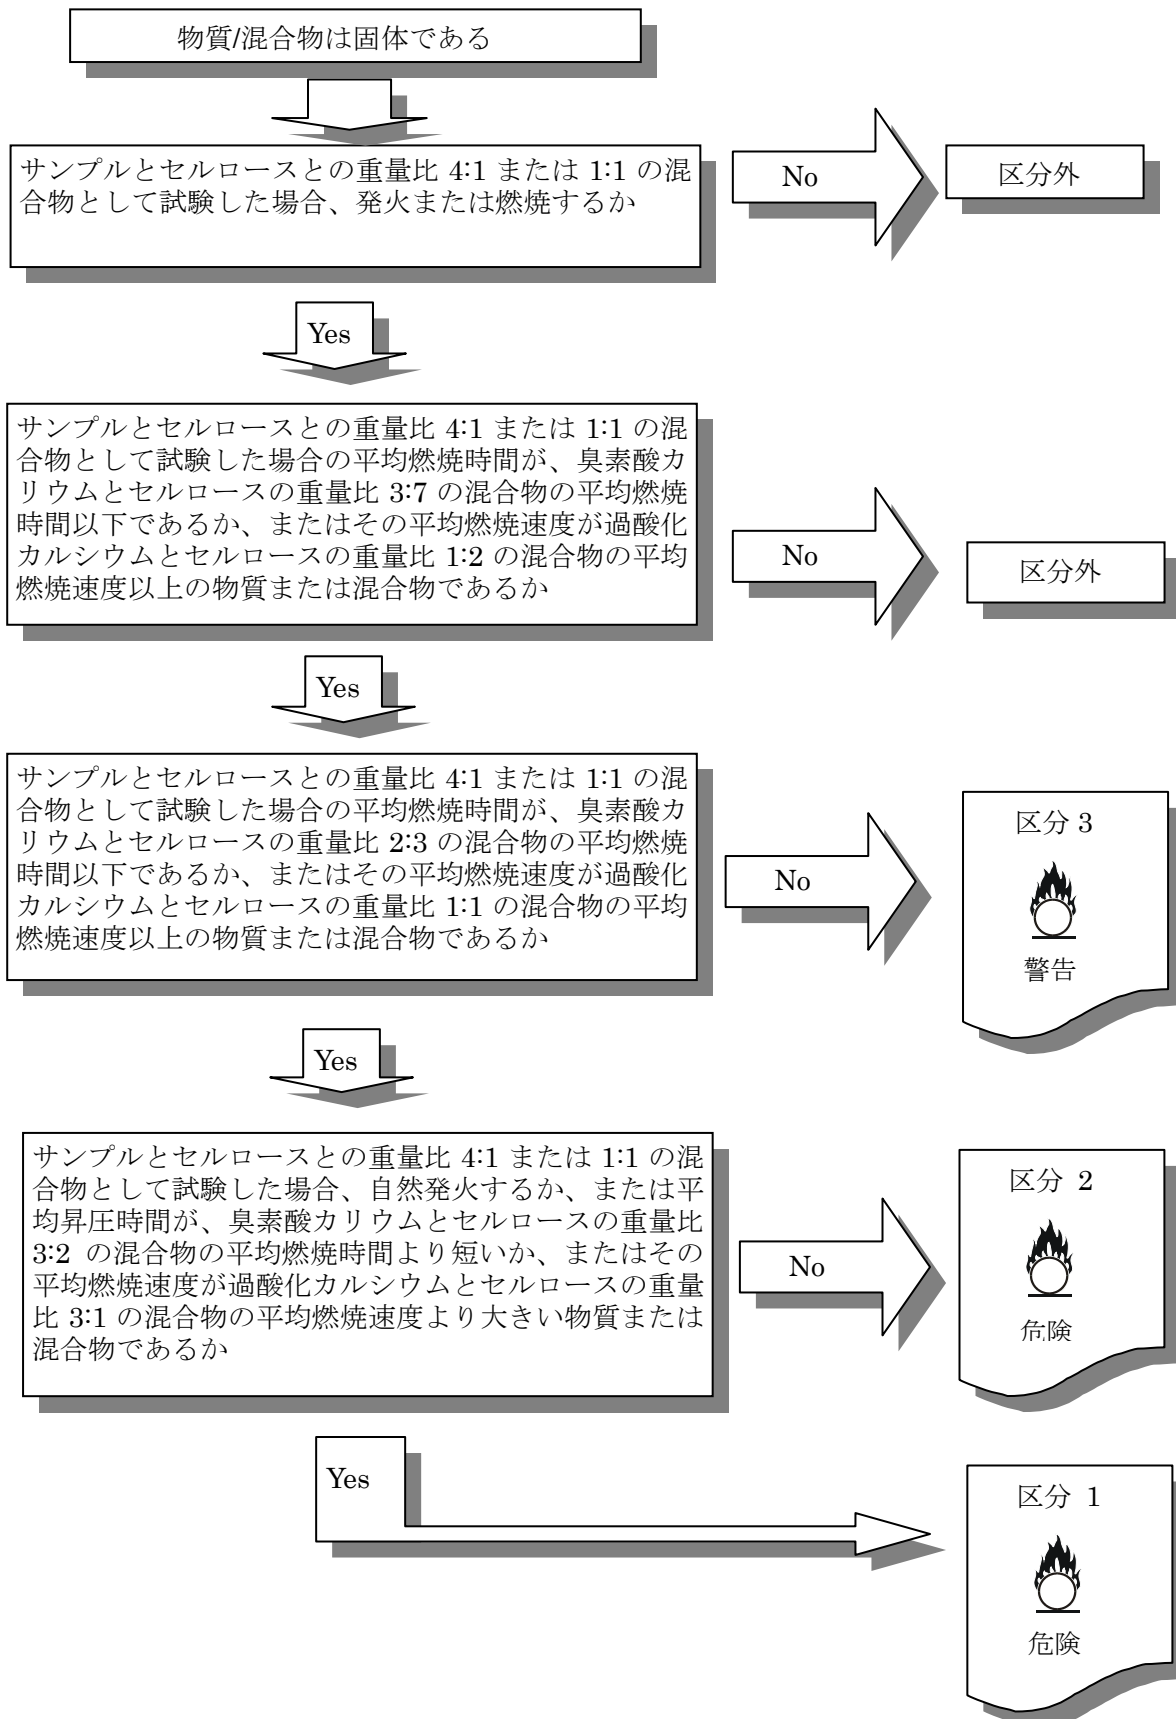 物質/混合物は固体である
サンプルとセルロースとの重量比 4:1 または 1:1 の混
合物として試験した場合、発火または燃焼するか
No
区分外
Yes
サンプルとセルロースとの重量比 4:1 または 1:1 の混
合物として試験した場合の平均燃焼時間が、臭素酸カ
リウムとセルロースの重量比 3:7 の混合物の平均燃焼
時間以下であるか、またはその平均燃焼速度が過酸化
カルシウムとセルロースの重量比 1:2 の混合物の平均
燃焼速度以上の物質または混合物であるか
No
区分外
Yes
サンプルとセルロースとの重量比 4:1 または 1:1 の混
合物として試験した場合の平均燃焼時間が、臭素酸カ
リウムとセルロースの重量比 2:3 の混合物の平均燃焼
時間以下であるか、またはその平均燃焼速度が過酸化
カルシウムとセルロースの重量比 1:1 の混合物の平均
燃焼速度以上の物質または混合物であるか
No
区分 3
警告
Yes
サンプルとセルロースとの重量比 4:1 または 1:1 の混
合物として試験した場合、自然発火するか、または平
均昇圧時間が、臭素酸カリウムとセルロースの重量比
3:2 の混合物の平均燃焼時間より短いか、またはその
平均燃焼速度が過酸化カルシウムとセルロースの重量
比 3:1 の混合物の平均燃焼速度より大きい物質または
混合物であるか
No
区分 2
危険
Yes
区分 1
危険